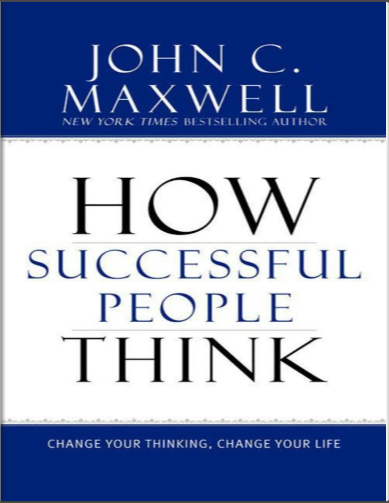 JOHN C.
MAXWELL
NEW YORK TIMES BESTSELLING AUTHOR
HOW
SUCCESSFUL
PEOPLE
THINK
CHANGE YOUR THINKING, CHANGE YOUR LIFE